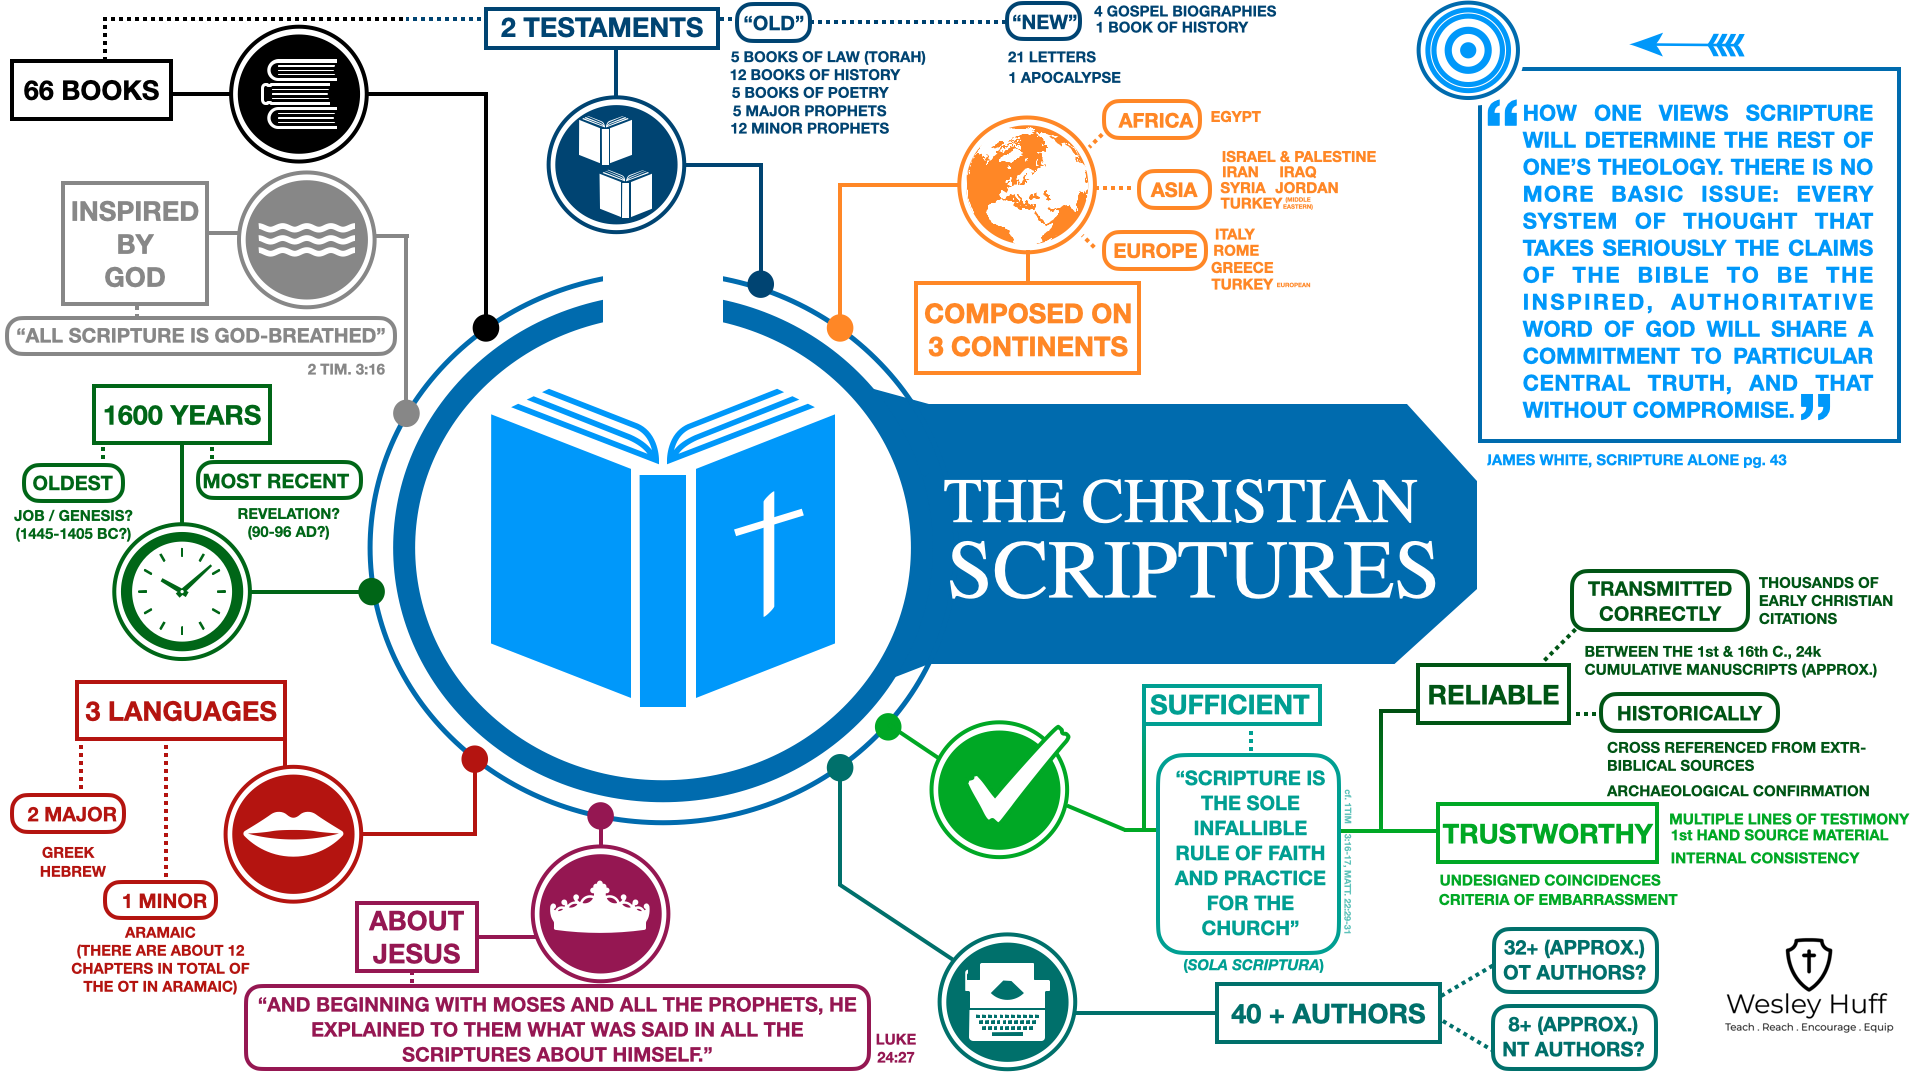 66 BOOKS
2 TESTAMENTS
“OLD”
5 BOOKS OF LAW (TORAH)
12 BOOKS OF HISTORY
5 BOOKS OF POETRY
5 MAJOR PROPHETS
12 MINOR PROPHETS
“NEW”
4 GOSPEL BIOGRAPHIES
1 BOOK OF HISTORY
21 LETTERS
1 APOCALYPSE
INSPIRED
BY
GOD
“ALL SCRIPTURE IS GOD-BREATHED”
2 TIM. 3:16
AFRICA
EGYPT
ASIA
ISRAEL & PALESTINE
IRAN IRAQ
SYRIA JORDAN
TURKEY (MIDDLE EASTERN)
EUROPE
ITALY
ROME
GREECE
TURKEY EUROPEAN
COMPOSED ON
3 CONTINENTS
“HOW ONE VIEWS SCRIPTURE
WILL DETERMINE THE REST OF
ONE’S THEOLOGY. THERE IS NO
MORE BASIC ISSUE: EVERY
SYSTEM OF THOUGHT THAT
TAKES SERIOUSLY THE CLAIMS
OF THE BIBLE TO BE THE
INSPIRED, AUTHORITATIVE
WORD OF GOD WILL SHARE A
COMMITMENT TO PARTICULAR
CENTRAL TRUTH, AND THAT
WITHOUT COMPROMISE.”
JAMES WHITE, SCRIPTURE ALONE pg. 43
1600 YEARS
OLDEST
JOB / GENESIS?
(1445-1405 BC?)
MOST RECENT
REVELATION?
(90-96 AD?)
THE CHRISTIAN
SCRIPTURES
3 LANGUAGES
2 MAJOR
GREEK
HEBREW
1 MINOR
ARAMAIC
(THERE ARE ABOUT 12
CHAPTERS IN TOTAL OF
THE OT IN ARAMAIC)
ABOUT
JESUS
“AND BEGINNING WITH MOSES AND ALL THE PROPHETS, HE
EXPLAINED TO THEM WHAT WAS SAID IN ALL THE
SCRIPTURES ABOUT HIMSELF.”
LUKE
24:27
SUFFICIENT
“SCRIPTURE IS
THE SOLE
INFALLIBLE
RULE OF FAITH
AND PRACTICE
FOR THE
CHURCH”
(SOLA SCRIPTURA)
cf. 1TIM 3:16-17, MATT. 22:29-31
RELIABLE
TRANSMITTED
CORRECTLY
THOUSANDS OF
EARLY CHRISTIAN
CITATIONS
BETWEEN THE 1st & 16th C., 24k
CUMULATIVE MANUSCRIPTS (APPROX.)
HISTORICALLY
CROSS REFERENCED FROM EXTR-
BIBLICAL SOURCES
ARCHAEOLOGICAL CONFIRMATION
TRUSTWORTHY
MULTIPLE LINES OF TESTIMONY
1st HAND SOURCE MATERIAL
INTERNAL CONSISTENCY
UNDESIGNED COINCIDENCES
CRITERIA OF EMBARRASSMENT
40 + AUTHORS
32+ (APPROX.)
OT AUTHORS?
8+ (APPROX.)
NT AUTHORS?
Wesley Huff
Teach . Reach . Encourage . Equip